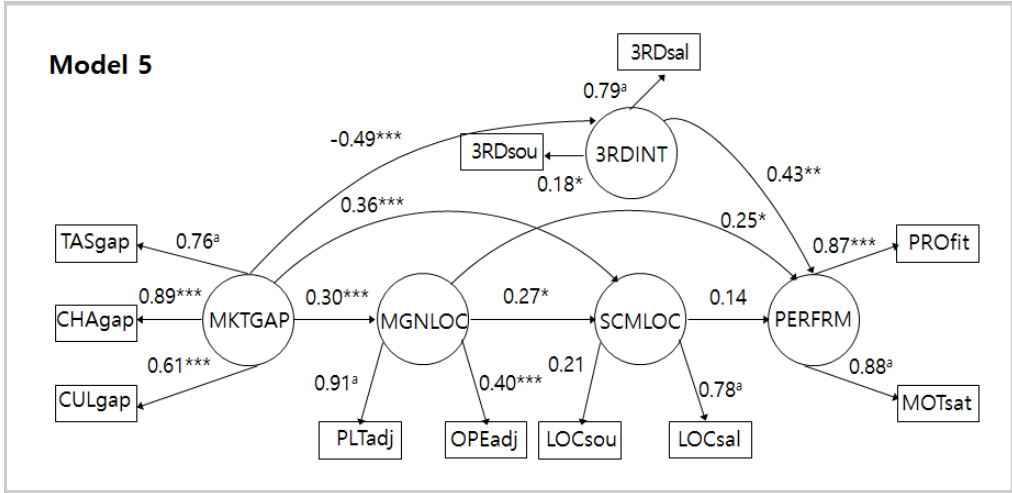 Model 5
3RDsal
0.79ᵃ
-0.49***
3RDsou
3RDINT
0.18*
0.43**
0.36***
0.25*
TASgap
0.76ᵃ
0.87***
PROfit
CHAgap
0.89***
MKTGAP
0.30***
MGNLOC
0.27*
SCMLOC
0.14
PERFRM
0.61***
CULgap
0.91ᵃ
0.40***
0.21
0.78ᵃ
0.88ᵃ
MOTsat
PLTadj
OPEadj
LOCsou
LOCsal